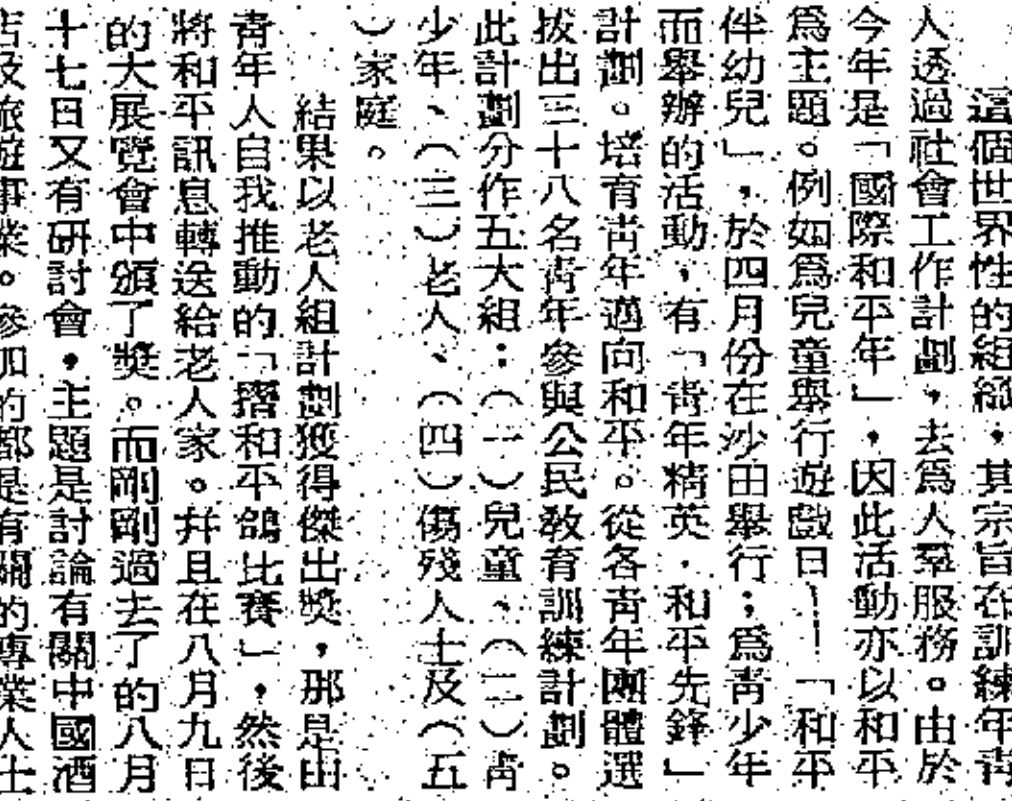 這個世界性的組織，其宗旨在訓練年青
人透過社會工作計劃，去爲人羣服務。由於
今年是「國際和平年」，因此活動亦以和平
爲主題。例如爲兒童舉行遊戲日——「和平
伴幼兒」，於四月份在沙田舉行；爲青少年
而舉辦的活動，有「青年精英．和平先鋒」
計劃。培育青年邁向和平。從各青年團體選
拔出三十八名青年參與公民教育訓練計劃。
此計劃分作五大組：（一）兒童、（二）青
少年、（三）老人、（四）傷殘人士及（五
）家庭。
結果以老人組計劃獲得傑出獎，那是由
青年人自我推動的「摺和平鴿比賽」，然後
將和平訊息轉送給老人家。幷且在八月九日
的大展覽會中頒了獎。而剛剛過去了的八月
十七日又有研討會，主題是討論有關中國酒
店及旅遊事業。參加的都是有關的專業人士